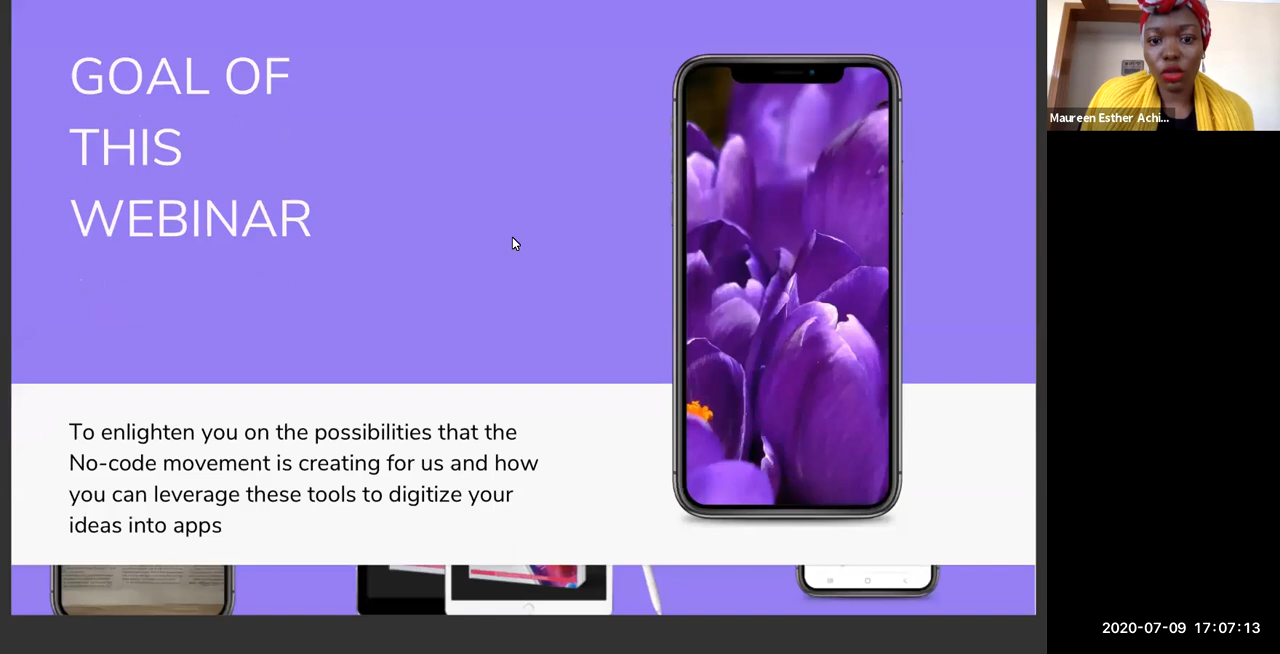 GOAL OF
THIS
WEBINAR
To enlighten you on the possibilities that the
No-code movement is creating for us and how
you can leverage these tools to digitize your
ideas into apps
Maureen Esther Achi...
2020-07-09 17:07:13